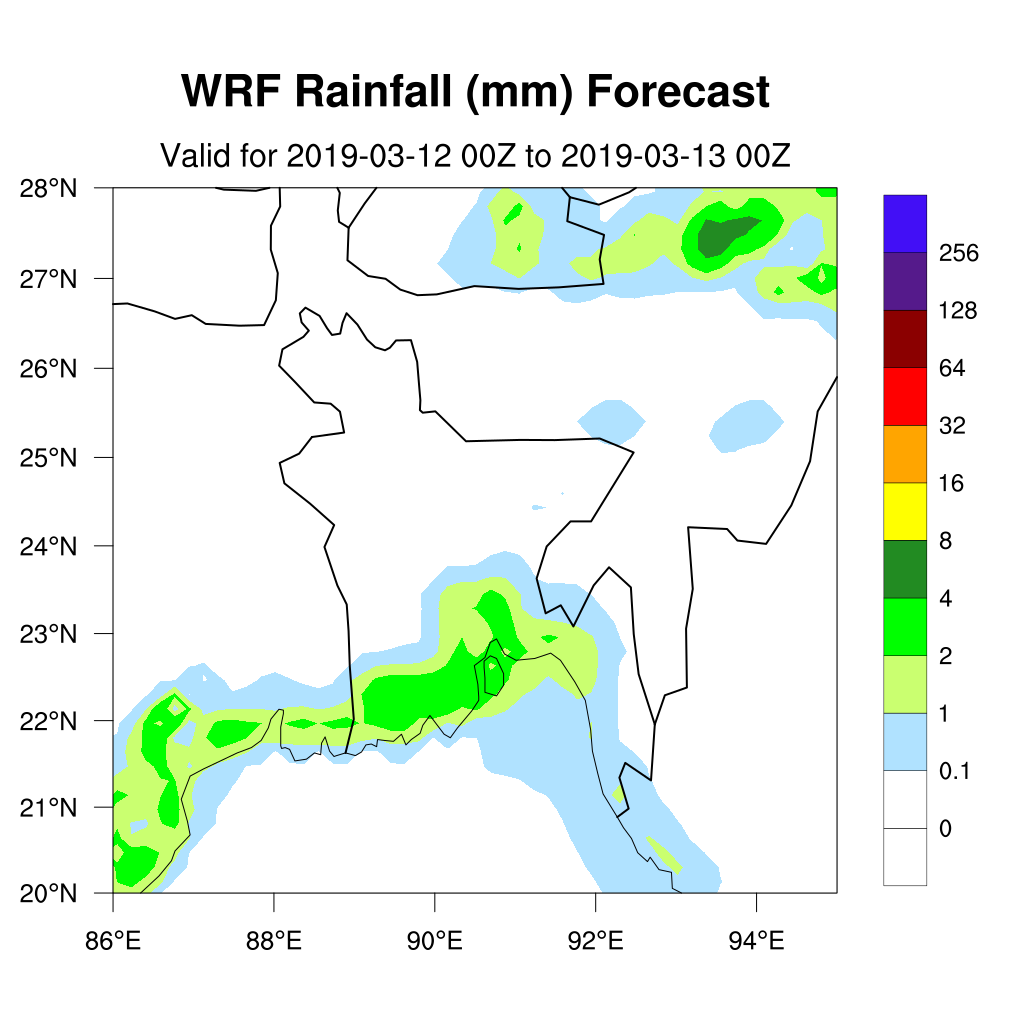 WRF Rainfall (mm) Forecast
Valid for 2019-03-12 00Z to 2019-03-13 00Z
28°N
27°N
26°N
25°N
24°N
23°N
22°N
21°N
20°N
86°E 88°E 90°E 92°E 94°E
256
128
64
32
16
8
4
2
1
0.1
0